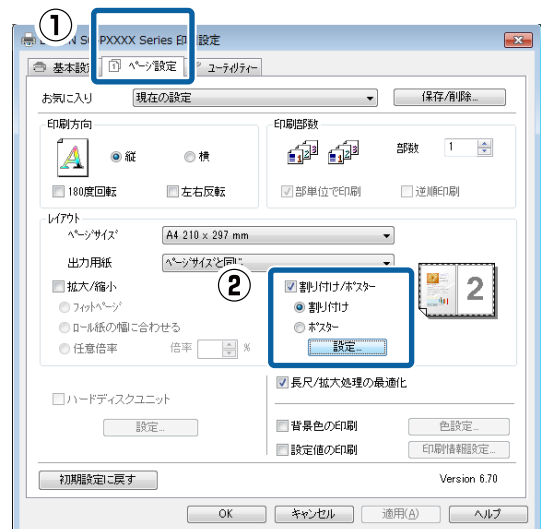 ①
N SC-PXXXX Series 印刷設定
基本設定 ページ設定 ユーティリティー
お気に入り 現在の設定 保存/削除...
印刷方向 印刷部数
縦 横 部数 1
180度回転 左右反転 部単位で印刷 逆順印刷
レイアウト
ページサイズ A4 210 x 297 mm
出力用紙 ページサイズと同じ
②
拡大/縮小 割り付け/ポスター
フィットページ 割り付け
ロール紙の幅に合わせる ポスター
任意倍率 倍率 % 設定...
2
長尺/拡大処理の最適化
ハードディスクユニット
設定... 背景色の印刷 色設定...
設定値の印刷 印刷情報設定...
初期設定に戻す Version 6.70
OK キャンセル 適用(A) ヘルプ